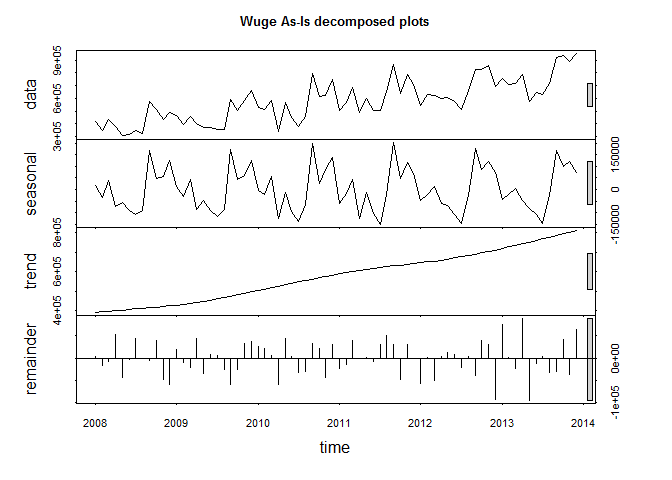 Wuge As-Is decomposed plots
data
3e+05 6e+05 9e+05
seasonal
-150000 0 150000
trend
4e+05 6e+05 8e+05
remainder
-1e+05 0e+00
2008 2009 2010 2011 2012 2013 2014
time